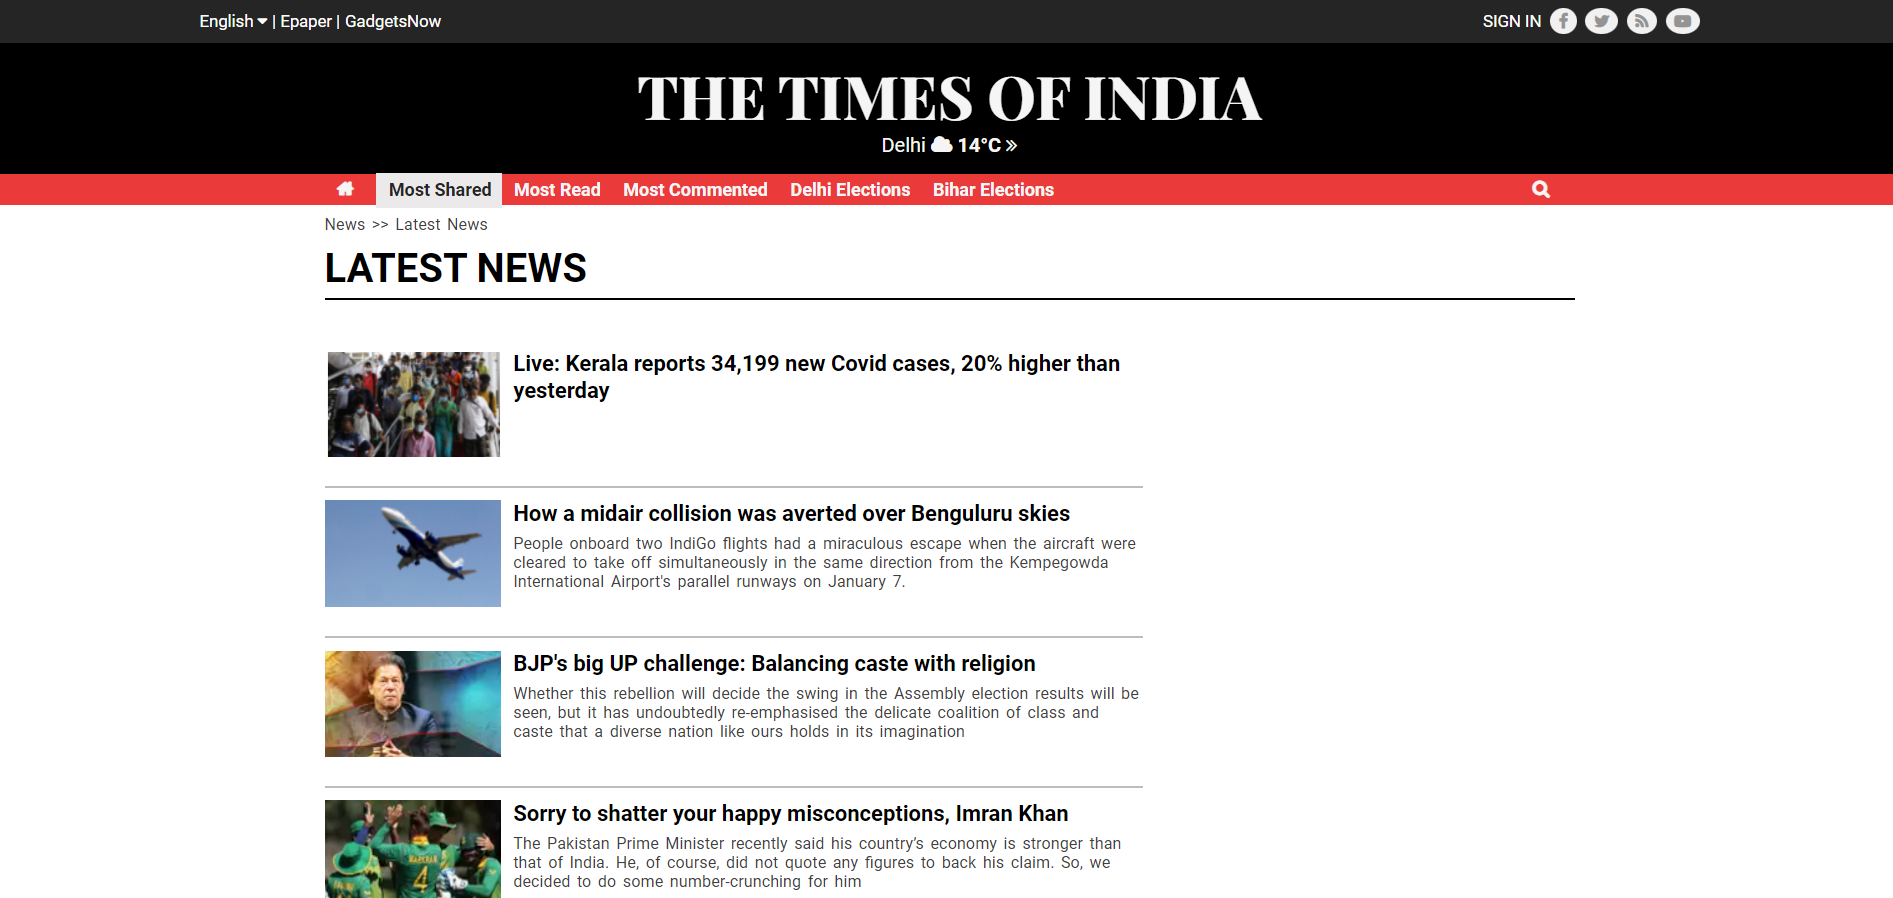 English | Epaper | GadgetsNow
SIGN IN
THE TIMES OF INDIA
Delhi 14°C »
Most Shared Most Read Most Commented Delhi Elections Bihar Elections
News >> Latest News
LATEST NEWS
Live: Kerala reports 34,199 new Covid cases, 20% higher than
yesterday
How a midair collision was averted over Benguluru skies
People onboard two IndiGo flights had a miraculous escape when the aircraft were
cleared to take off simultaneously in the same direction from the Kempegowda
International Airport's parallel runways on January 7.
BJP's big UP challenge: Balancing caste with religion
Whether this rebellion will decide the swing in the Assembly election results will be
seen, but it has undoubtedly re-emphasised the delicate coalition of class and
caste that a diverse nation like ours holds in its imagination
MARKRAM
4
Sorry to shatter your happy misconceptions, Imran Khan
The Pakistan Prime Minister recently said his country’s economy is stronger than
that of India. He, of course, did not quote any figures to back his claim. So, we
decided to do some number-crunching for him